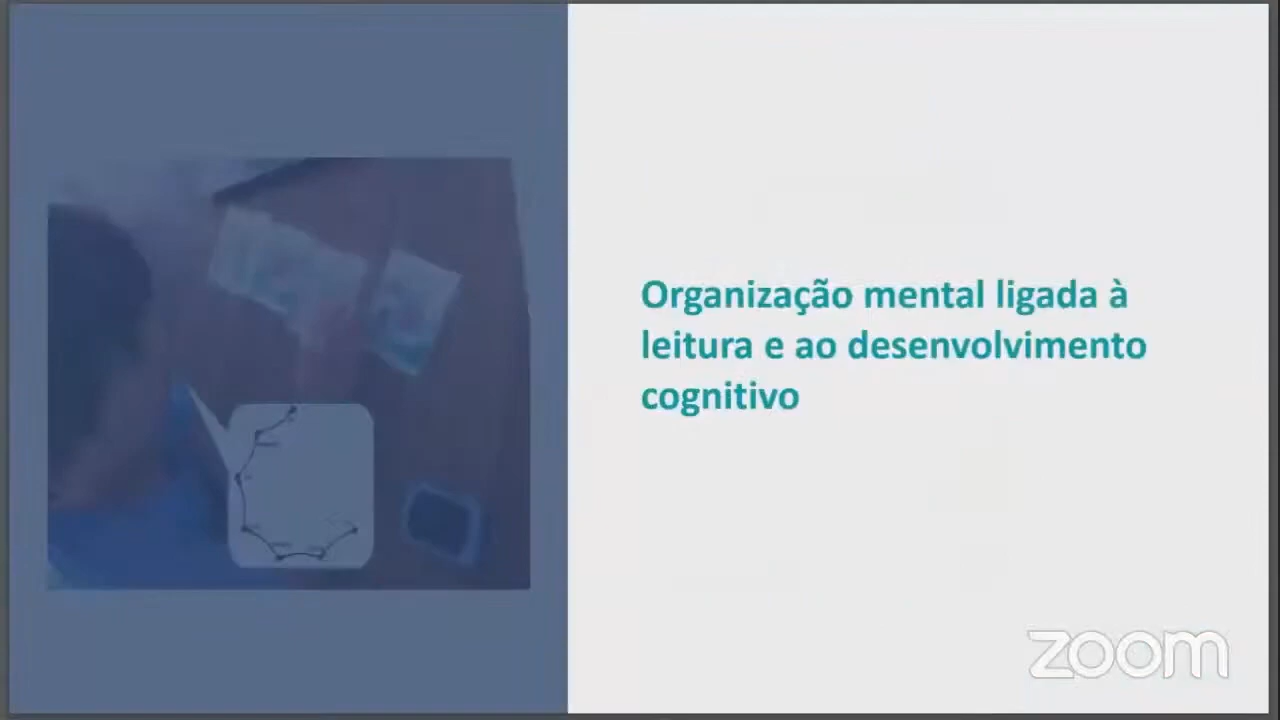 Organização mental ligada à
leitura e ao desenvolvimento
cognitivo
zoom